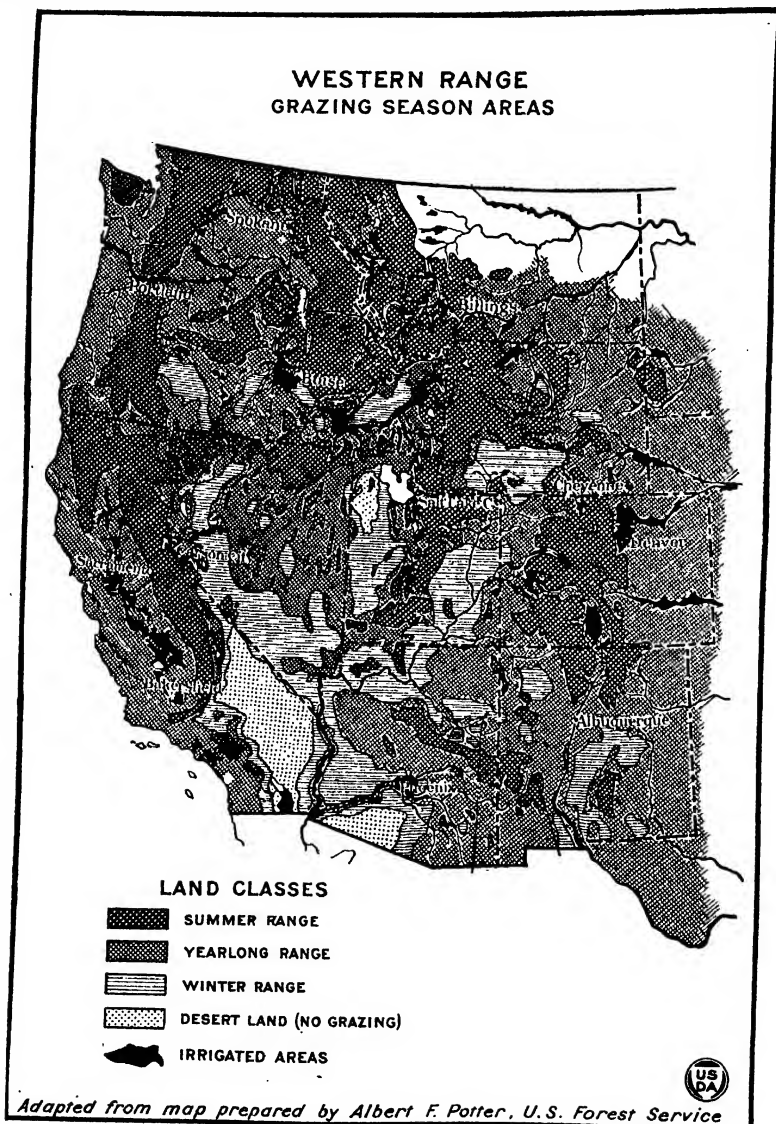 WESTERN RANGE
GRAZING SEASON AREAS
Spokane
Portland
Billings
Boise
Cheyenne
Salt Lake C.
Denver
Sacramento
Bakersfield
Albuquerque
Phoenix
LAND CLASSES
SUMMER RANGE
YEARLONG RANGE
WINTER RANGE
DESERT LAND (NO GRAZING)
IRRIGATED AREAS
US
DA
Adapted from map prepared by Albert F. Potter, U.S. Forest Service